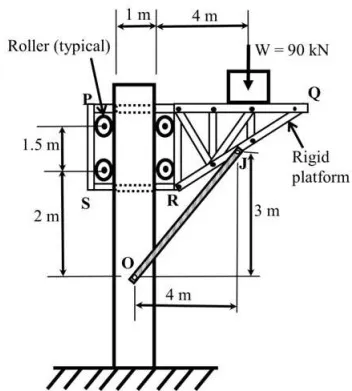 1 m
4 m
Roller (typical)
W = 90 kN
P
Q
1.5 m
Rigid
platform
J
S
R
2 m
3 m
O
4 m